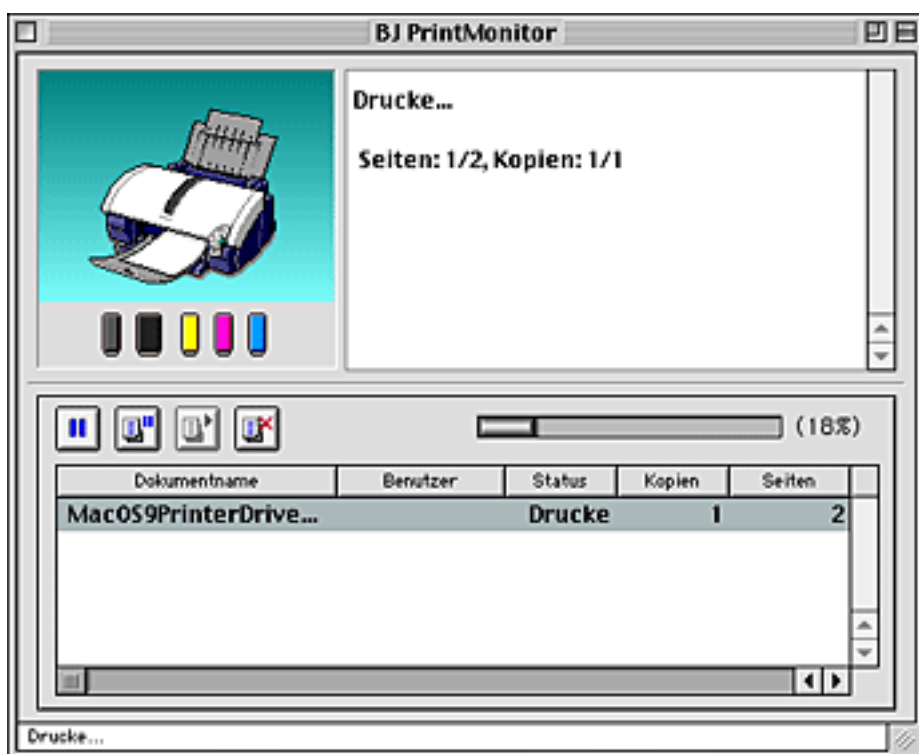 BJ PrintMonitor
Drucke...
Seiten: 1/2, Kopien: 1/1
(18%)
Dokumentname Benutzer Status Kopien Seiten
MacOS9PrinterDrive... Drucke 1 2
Drucke...